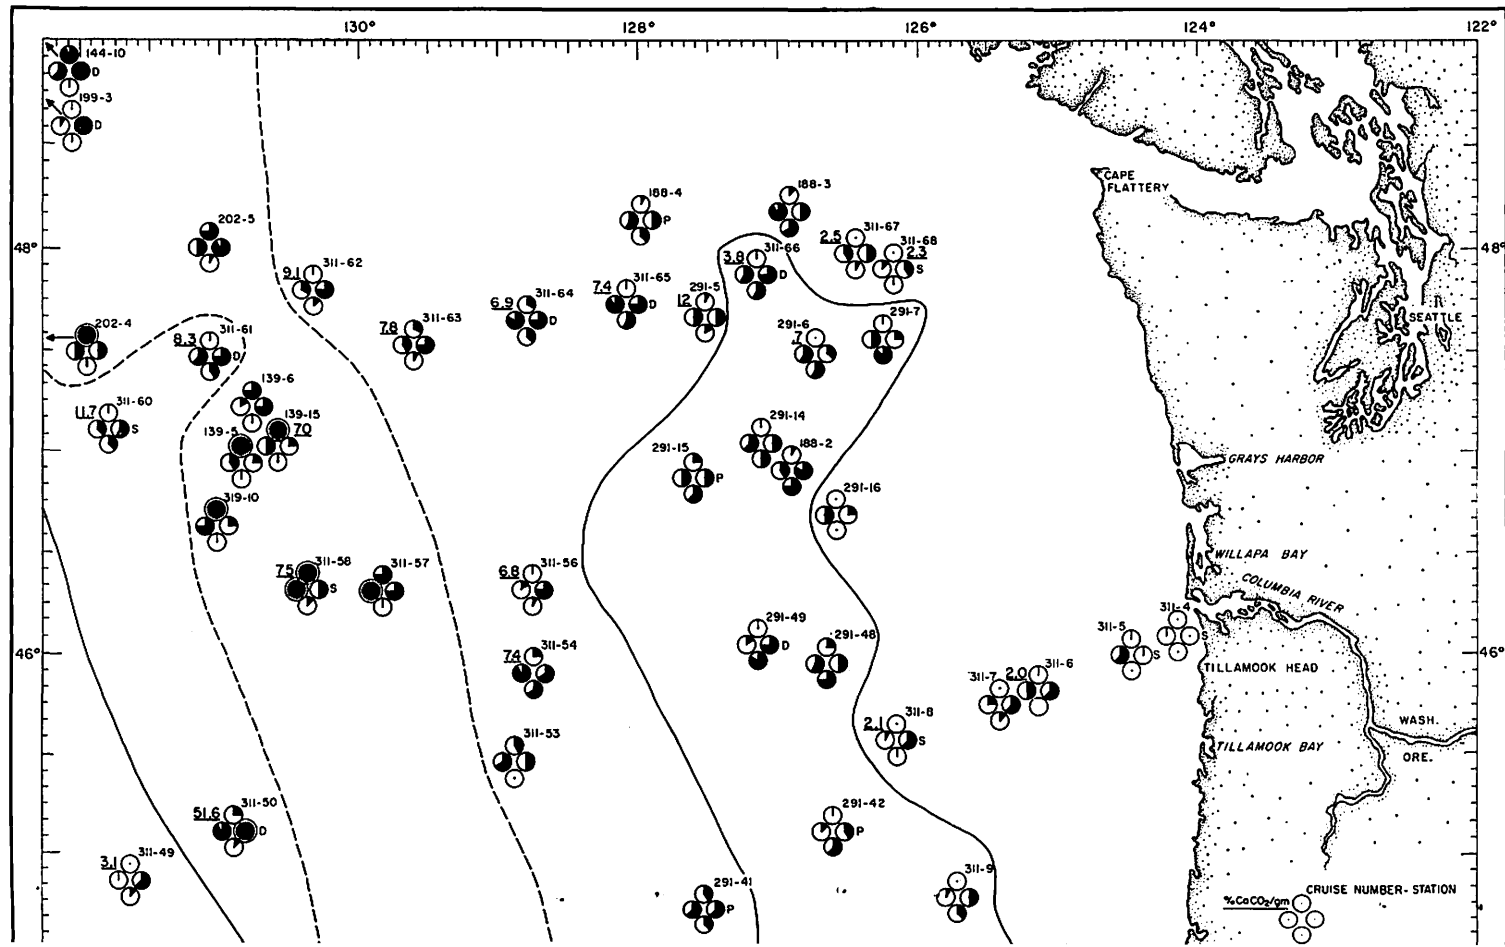 130° 128° 126° 124° 122°
144-10
D
199-3
D
188-3
188-4
P
202-5
2.5 311-67
311-68
2.3
S
48° 48°
3.8 311-66
D
9.1 311-62
7.4 311-65
D
6.9 311-64
D
291-5
12
291-7
291-6
.7
7.8 311-63
202-4
8.3 311-61
D
139-6
11.7 311-60
S
139-15
70
139-5
291-14
188-2
291-15
P
291-16
319-10
75 311-58
S
311-57
6.8 311-56
291-49
D
291-48
7.4 311-54
46° 46°
311-4
S
311-5
S
2.0 311-6
311-7
2.1 311-8
S
311-53
51.6 311-50
D
291-42
P
3.1 311-49
291-41
P
311-9
CAPE
FLATTERY
SEATTLE
GRAYS HARBOR
WILLAPA BAY
COLUMBIA RIVER
TILLAMOOK HEAD
WASH.
TILLAMOOK BAY
ORE.
CRUISE NUMBER-STATION
%CaCO₂/gm